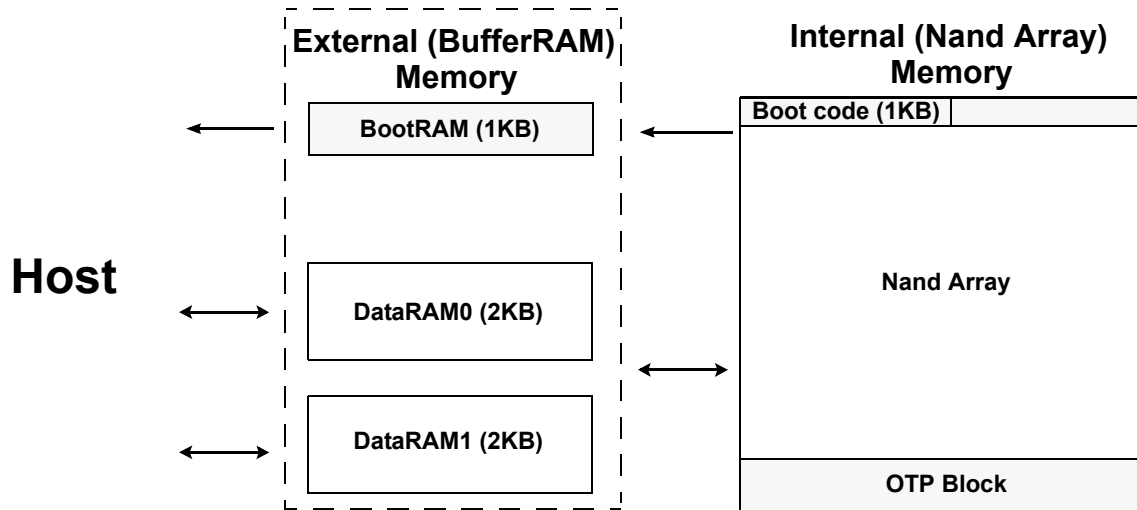 External (BufferRAM)
Memory
Internal (Nand Array)
Memory
BootRAM (1KB)
Boot code (1KB)
Host
DataRAM0 (2KB)
Nand Array
DataRAM1 (2KB)
OTP Block